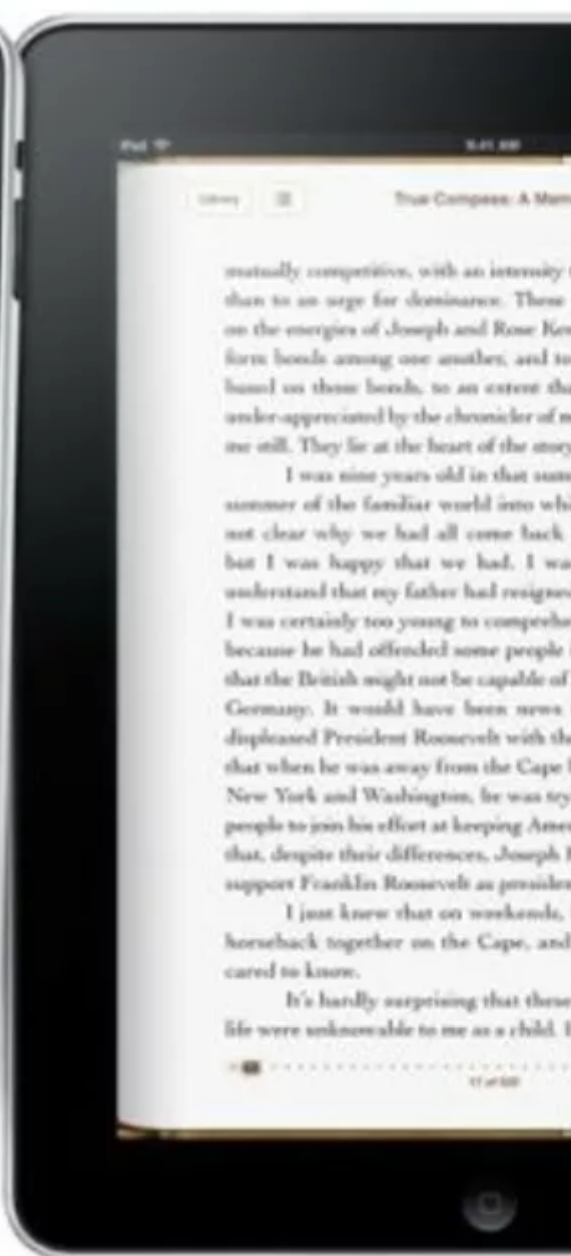 iPad 9:41 AM
Library True Compass: A Mem
mutually competitive, with an intensity
than to an urge for dominance. These
on the energies of Joseph and Rose Ken
form bonds among one another, and to
based on those bonds, to an extent tha
under-appreciated by the chronicler of m
me still. They lie at the heart of the story
I was nine years old in that sum
summer of the familiar world into whi
not clear why we had all come back
but I was happy that we had. I wa
understand that my father had resigned
I was certainly too young to comprehe
because he had offended some people
that the British might not be capable of
Germany. It would have been news
displeased President Roosevelt with the
that when he was away from the Cape
New York and Washington, he was try
people to join his effort at keeping Amer
that, despite their differences, Joseph
support Franklin Roosevelt as presiden
I just knew that on weekends,
horseback together on the Cape, and
cared to know.
It's hardly surprising that these
life were unknowable to me as a child. I